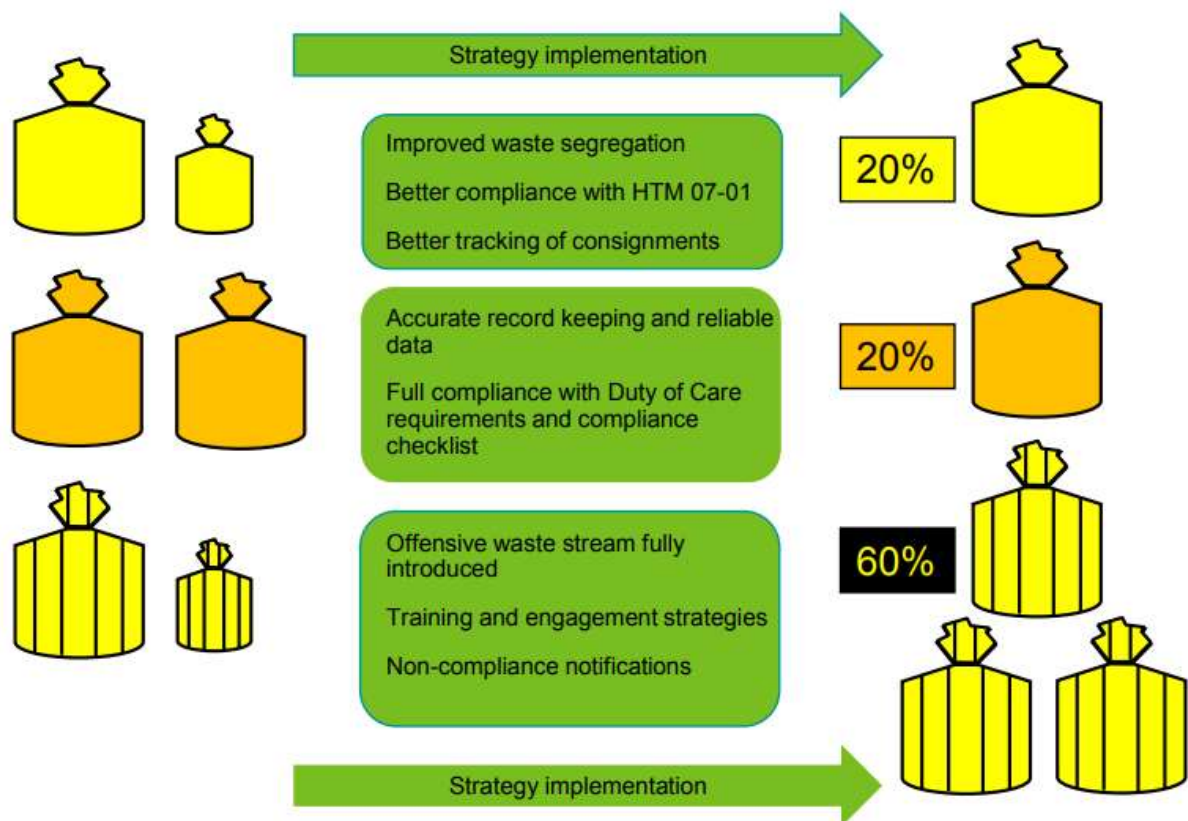 Strategy implementation
Improved waste segregation
Better compliance with HTM 07-01
Better tracking of consignments
20%
Accurate record keeping and reliable
data
Full compliance with Duty of Care
requirements and compliance
checklist
20%
Offensive waste stream fully
introduced
Training and engagement strategies
Non-compliance notifications
60%
Strategy implementation